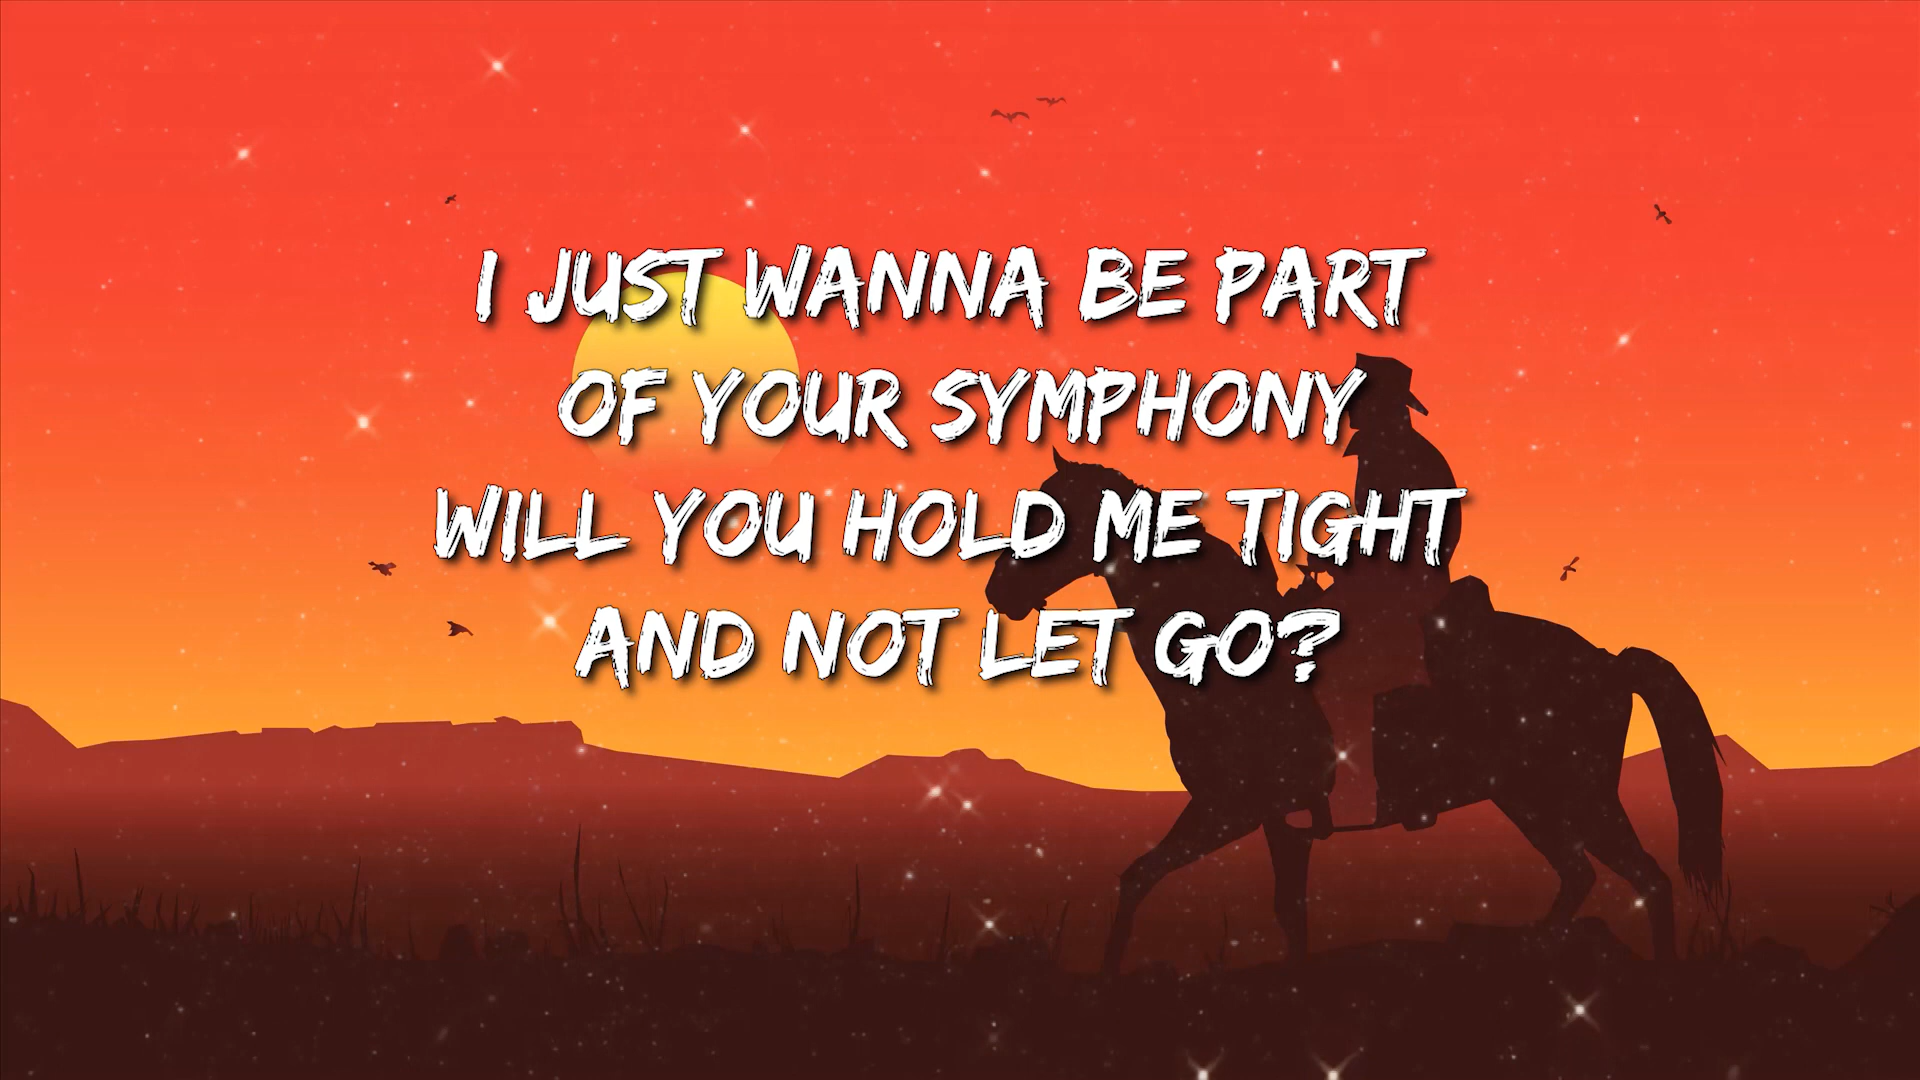 I JUST WANNA BE PART
OF YOUR SYMPHONY
WILL YOU HOLD ME TIGHT
AND NOT LET GO?